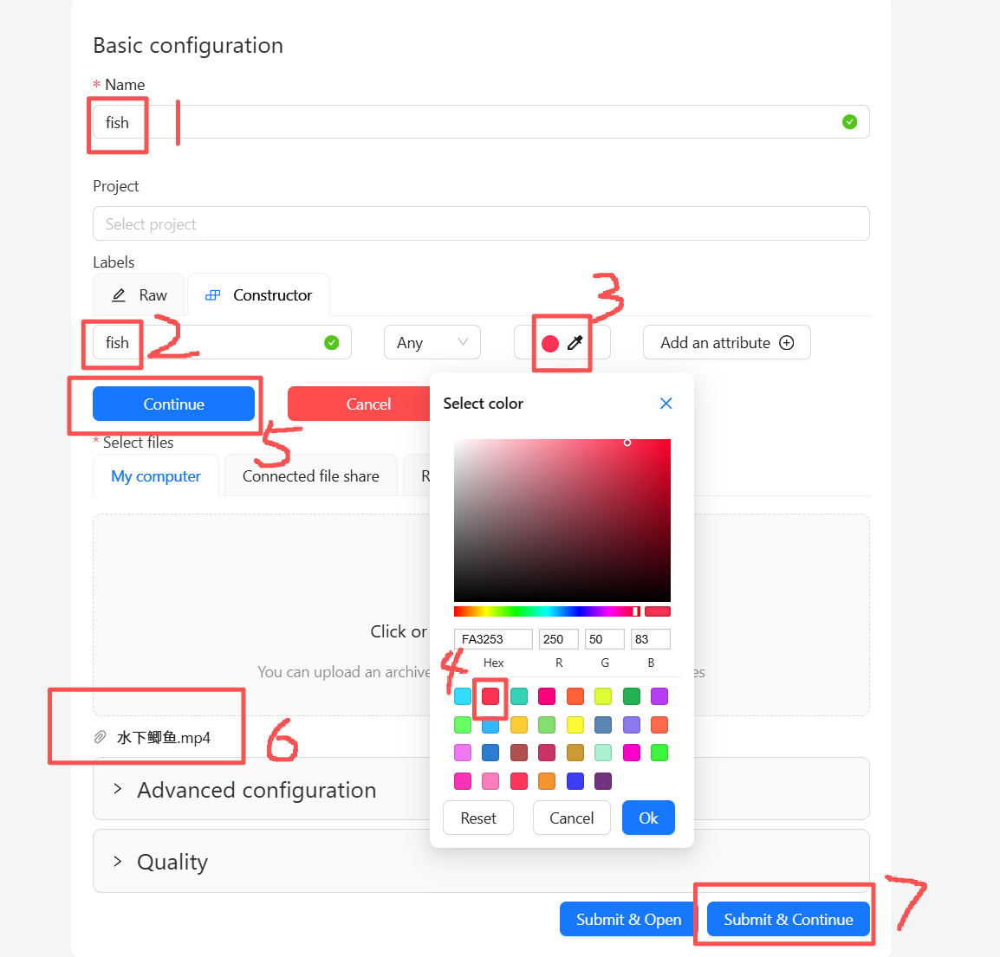 Basic configuration
* Name
fish 1
Project
Select project
Labels
Raw Constructor
3
fish 2 Any Add an attribute
Continue Cancel
5
Select color
* Select files
My computer Connected file share R
Click or
You can upload an archive es
FA3253 250 50 83
Hex R G B
4
水下鲫鱼.mp4
6
Advanced configuration
Reset Cancel Ok
Quality
7
Submit & Open Submit & Continue